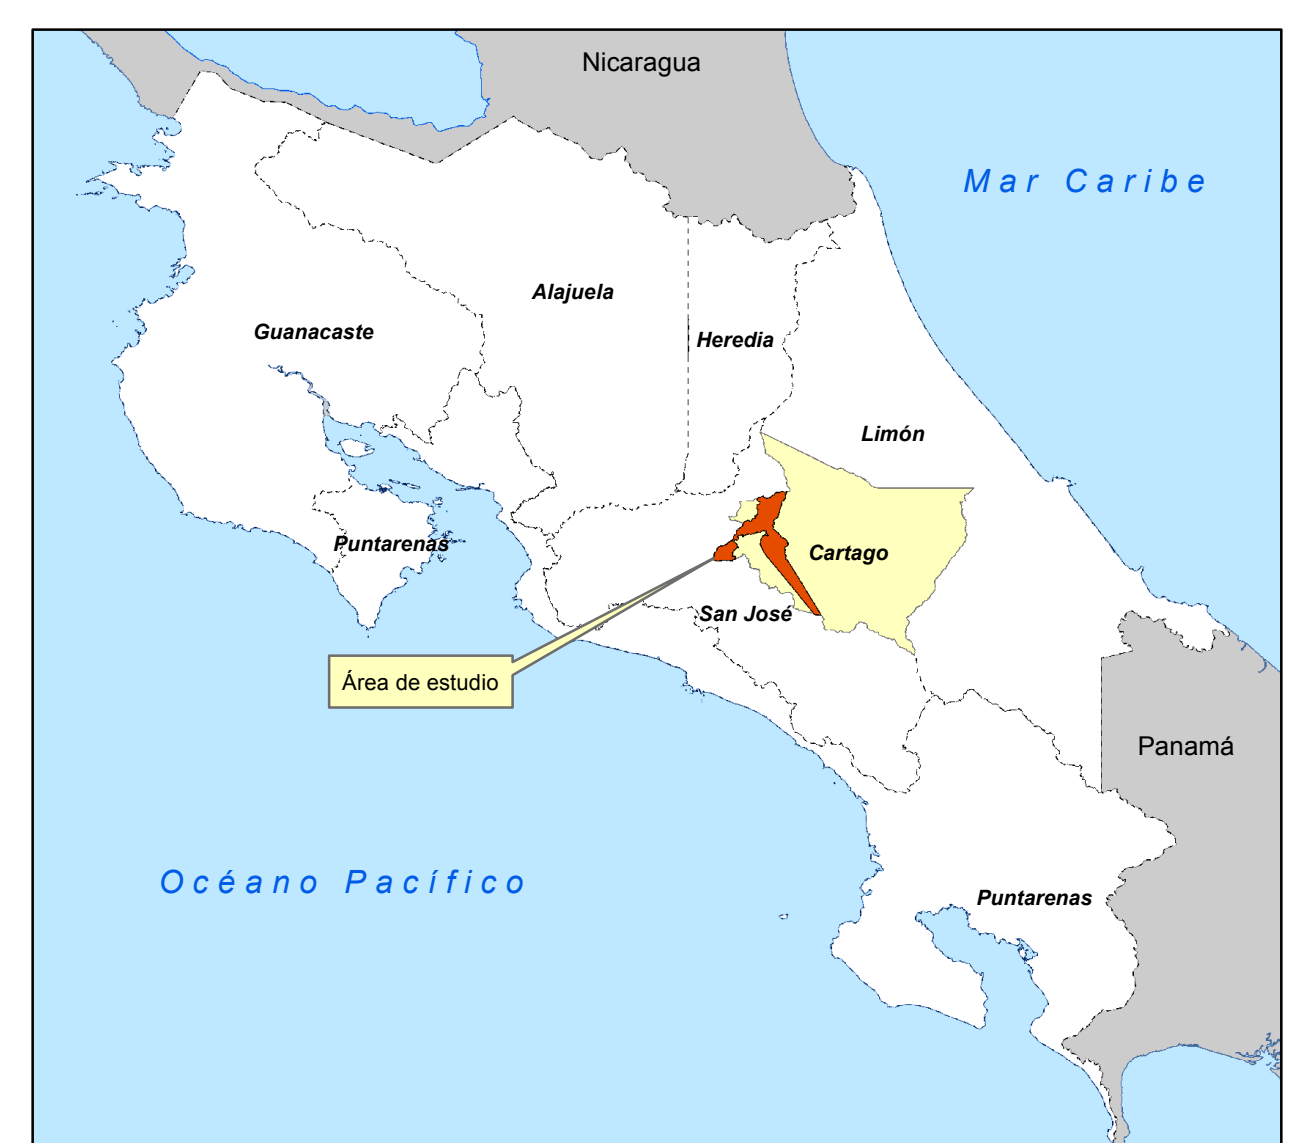 Nicaragua
Mar Caribe
Alajuela
Guanacaste
Heredia
Limón
Puntarenas
Cartago
San José
Área de estudio
Panamá
Océano Pacífico
Puntarenas